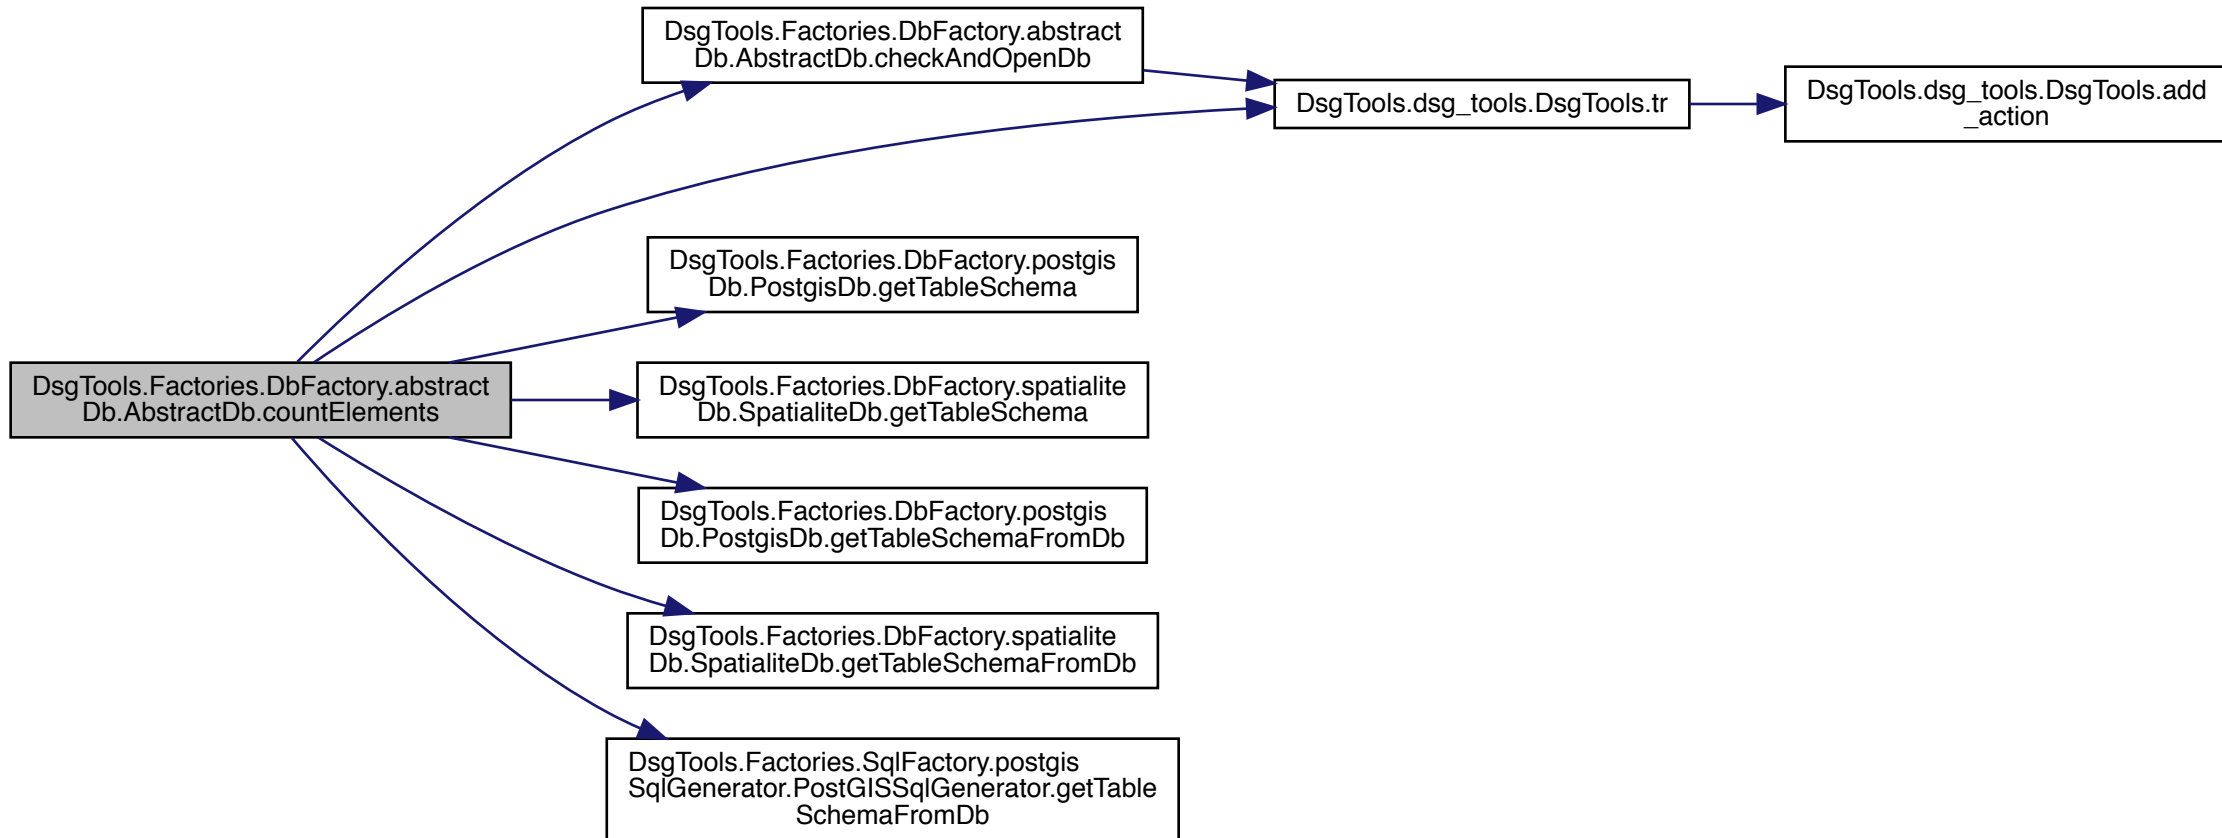 DsgTools.Factories.DbFactory.abstract
Db.AbstractDb.checkAndOpenDb
DsgTools.dsg_tools.DsgTools.tr
DsgTools.dsg_tools.DsgTools.add
_action
DsgTools.Factories.DbFactory.postgis
Db.PostgisDb.getTableSchema
DsgTools.Factories.DbFactory.abstract
Db.AbstractDb.countElements
DsgTools.Factories.DbFactory.spatialite
Db.SpatialiteDb.getTableSchema
DsgTools.Factories.DbFactory.postgis
Db.PostgisDb.getTableSchemaFromDb
DsgTools.Factories.DbFactory.spatialite
Db.SpatialiteDb.getTableSchemaFromDb
DsgTools.Factories.SqlFactory.postgis
SqlGenerator.PostGISSqlGenerator.getTable
SchemaFromDb